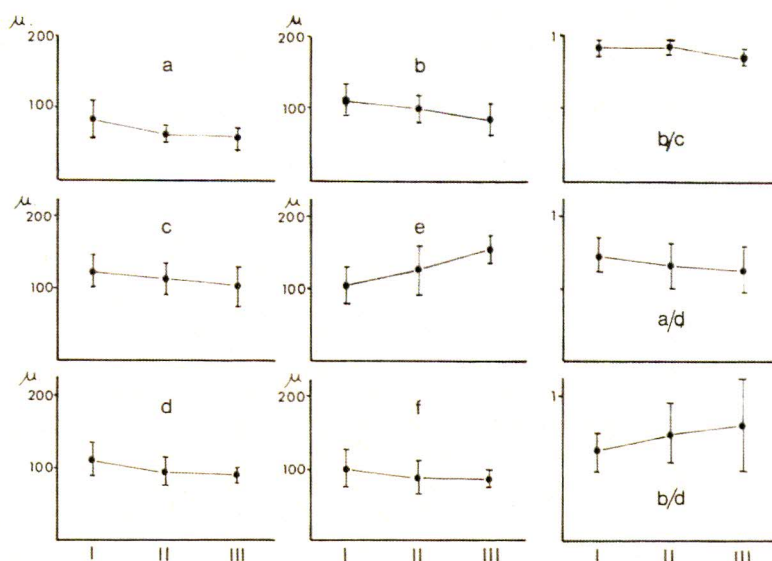 μ. μ
200 200 1
a b
100 100
b/c
μ. μ
200 200 1
c e
100 100
a/d
μ μ
200 200 1
d f
100 100
b/d
I II III I II III I II III